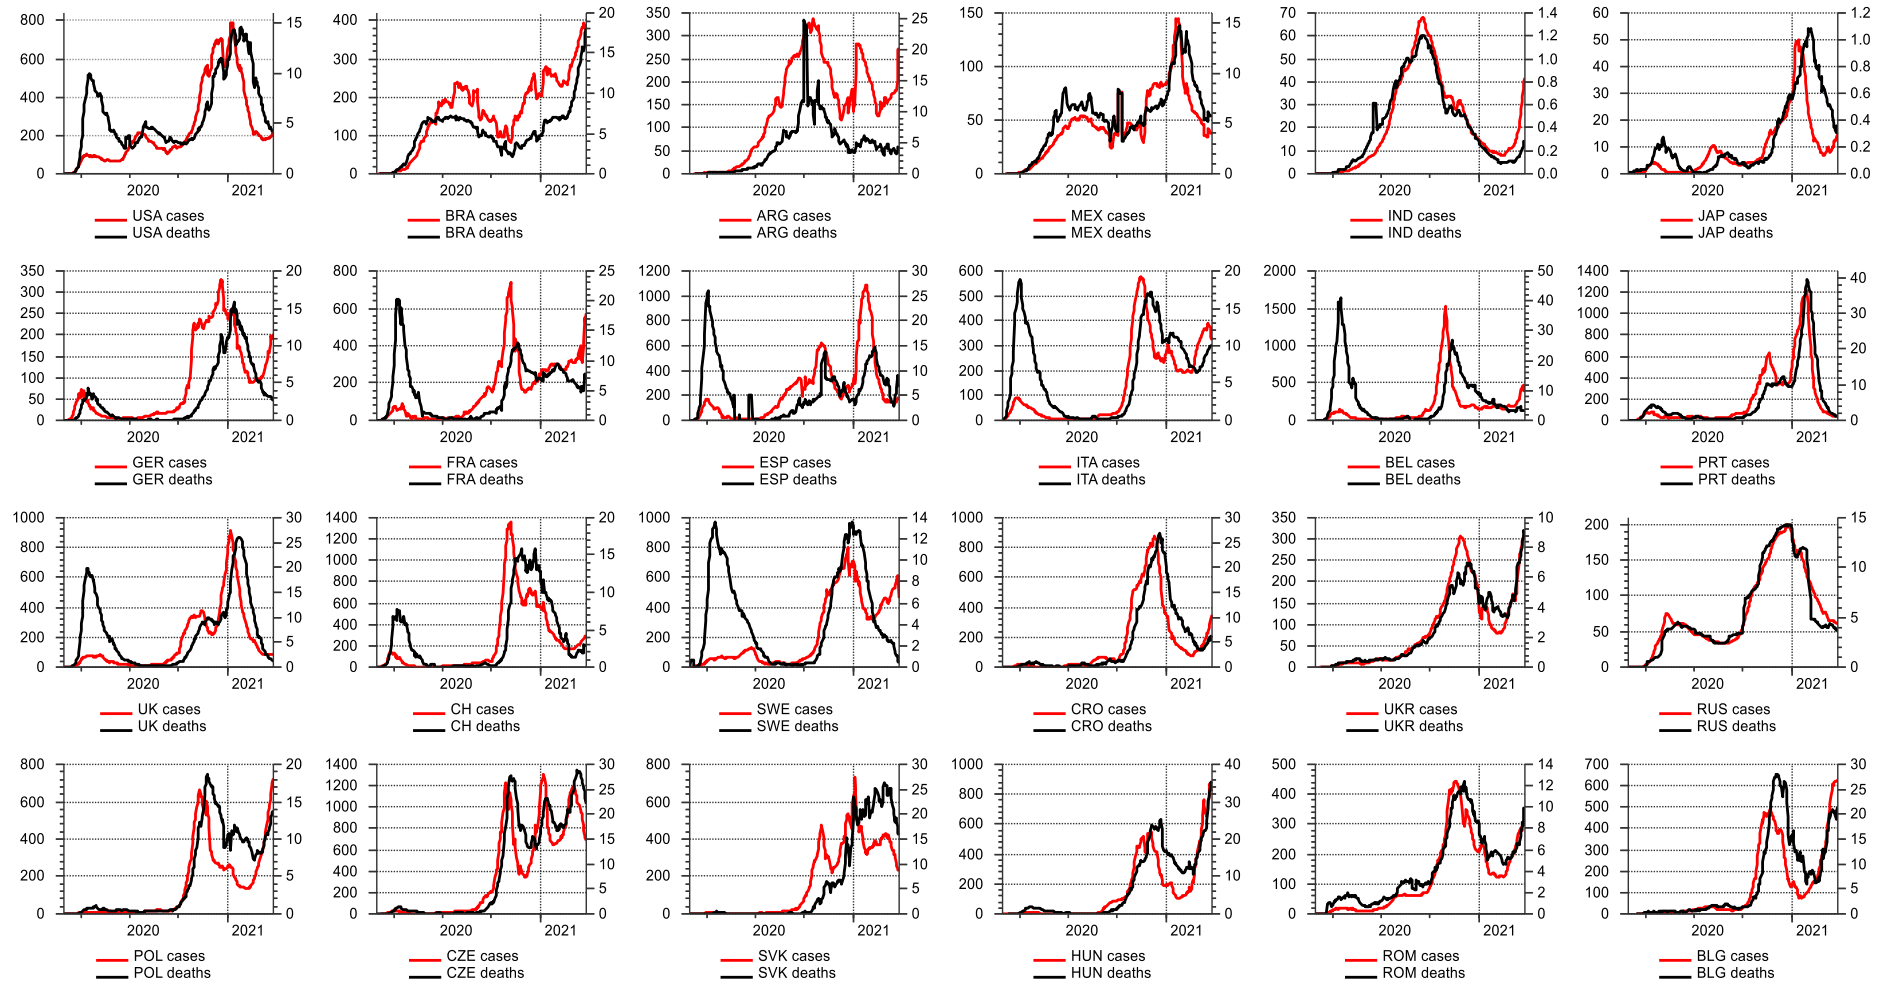 800 600 400 200 0
15 10 5 0
2020 2021
USA cases
USA deaths
400 300 200 100 0
20 15 10 5 0
2020 2021
BRA cases
BRA deaths
350 300 250 200 150 100 50 0
25 20 15 10 5 0
2020 2021
ARG cases
ARG deaths
150 100 50 0
15 10 5 0
2020 2021
MEX cases
MEX deaths
70 60 50 40 30 20 10 0
1.4 1.2 1.0 0.8 0.6 0.4 0.2 0.0
2020 2021
IND cases
IND deaths
60 50 40 30 20 10 0
1.2 1.0 0.8 0.6 0.4 0.2 0.0
2020 2021
JAP cases
JAP deaths
350 300 250 200 150 100 50 0
20 15 10 5 0
2020 2021
GER cases
GER deaths
800 600 400 200 0
25 20 15 10 5 0
2020 2021
FRA cases
FRA deaths
1200 1000 800 600 400 200 0
30 25 20 15 10 5 0
2020 2021
ESP cases
ESP deaths
600 500 400 300 200 100 0
20 15 10 5 0
2020 2021
ITA cases
ITA deaths
2000 1500 1000 500 0
50 40 30 20 10 0
2020 2021
BEL cases
BEL deaths
1400 1200 1000 800 600 400 200 0
40 30 20 10 0
2020 2021
PRT cases
PRT deaths
1000 800 600 400 200 0
30 25 20 15 10 5 0
2020 2021
UK cases
UK deaths
1400 1200 1000 800 600 400 200 0
20 15 10 5 0
2020 2021
CH cases
CH deaths
1000 800 600 400 200 0
14 12 10 8 6 4 2 0
2020 2021
SWE cases
SWE deaths
1000 800 600 400 200 0
30 25 20 15 10 5 0
2020 2021
CRO cases
CRO deaths
350 300 250 200 150 100 50 0
10 8 6 4 2 0
2020 2021
UKR cases
UKR deaths
200 150 100 50 0
15 10 5 0
2020 2021
RUS cases
RUS deaths
800 600 400 200 0
20 15 10 5 0
2020 2021
POL cases
POL deaths
1400 1200 1000 800 600 400 200 0
30 25 20 15 10 5 0
2020 2021
CZE cases
CZE deaths
800 600 400 200 0
30 25 20 15 10 5 0
2020 2021
SVK cases
SVK deaths
1000 800 600 400 200 0
40 30 20 10 0
2020 2021
HUN cases
HUN deaths
500 400 300 200 100 0
14 12 10 8 6 4 2 0
2020 2021
ROM cases
ROM deaths
700 600 500 400 300 200 100 0
30 25 20 15 10 5 0
2020 2021
BLG cases
BLG deaths